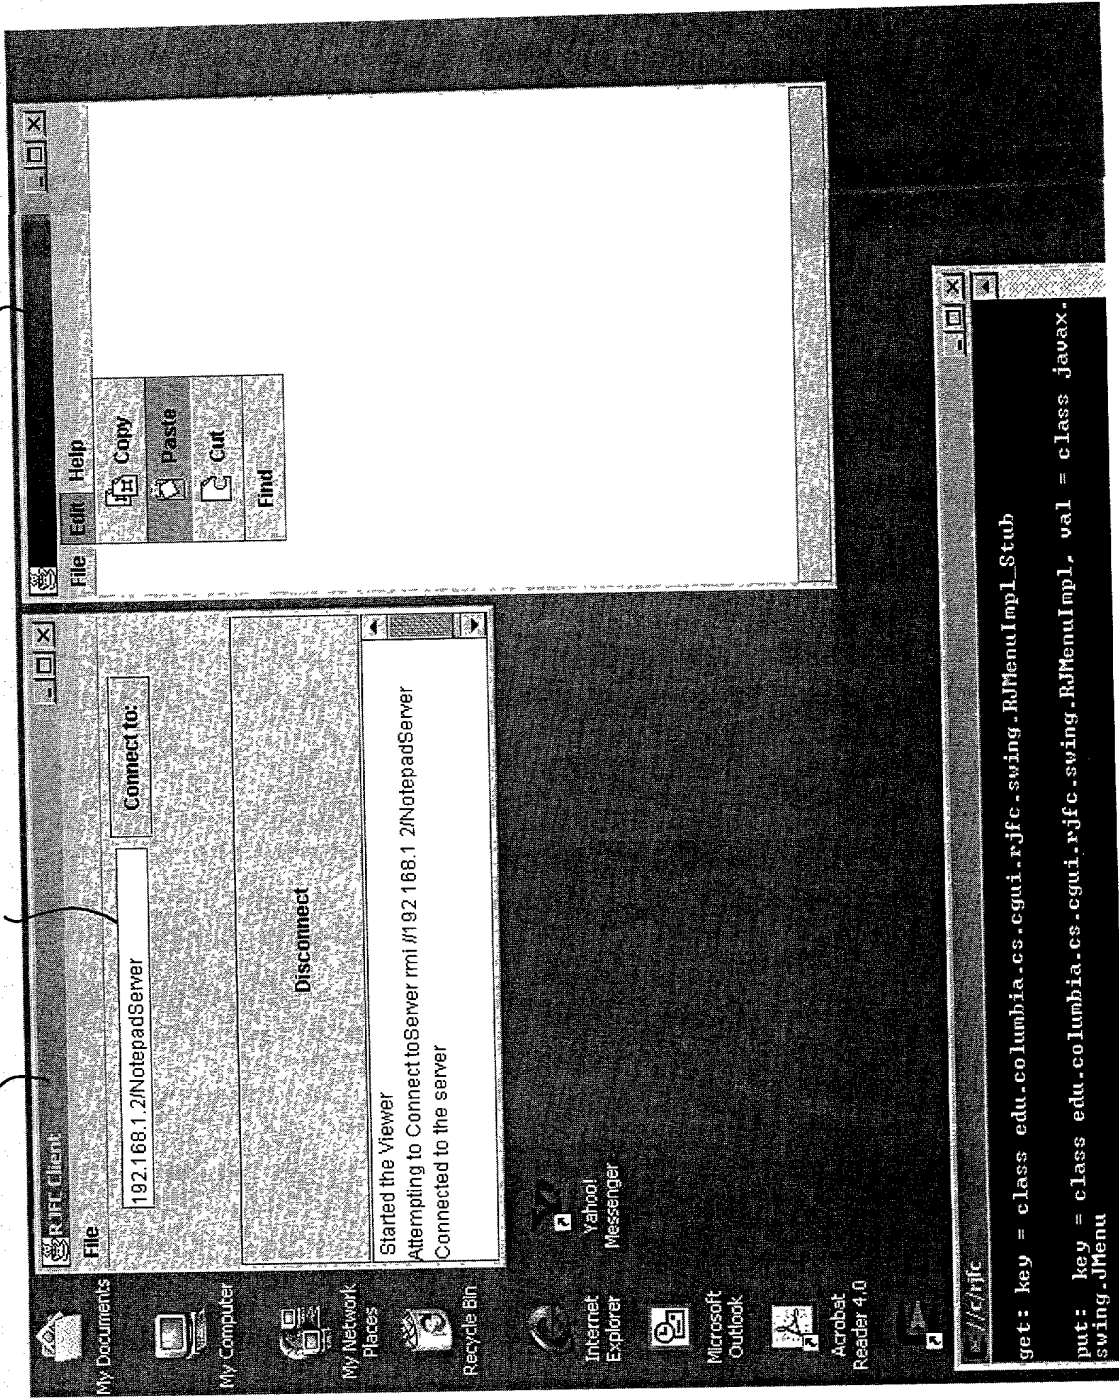 My Documents
My Computer
My Network
Places
Recycle Bin
Internet
Explorer
Yahoo!
Messenger
Microsoft
Outlook
Acrobat
Reader 4.0
RJFC Client
File
192.168.1.2/NotepadServer
Connect to:
Disconnect
Started the Viewer
Attempting to Connect toServer rmi //192 168.1 2/NotepadServer
Connected to the server
File Edit Help
Copy
Paste
Cut
Find
//c/rjfc
get: key = class edu.columbia.cs.cgui.rjfc.swing.RJMenuImpl_Stub
put: key = class edu.columbia.cs.cgui.rjfc.swing.RJMenuImpl, val = class javax.
swing.JMenu